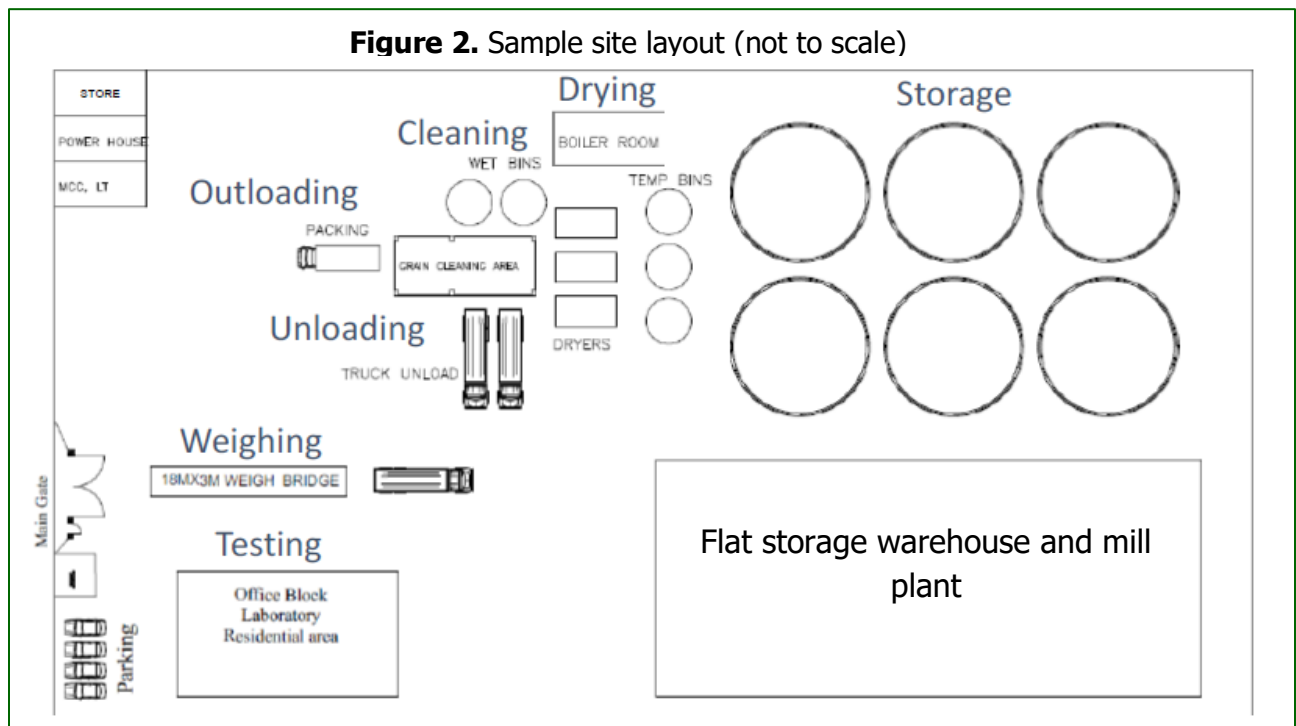 Figure 2. Sample site layout (not to scale)
STORE
POWER HOUSE
MCC, LT
Outloading
PACKING
Cleaning
WET BINS
GRAIN CLEANING AREA
Drying
BOILER ROOM
TEMP BINS
DRYERS
Storage
Unloading
TRUCK UNLOAD
Weighing
18MX3M WEIGH BRIDGE
Main Gate
Testing
Office Block
Laboratory
Residential area
Parking
Flat storage warehouse and mill
plant